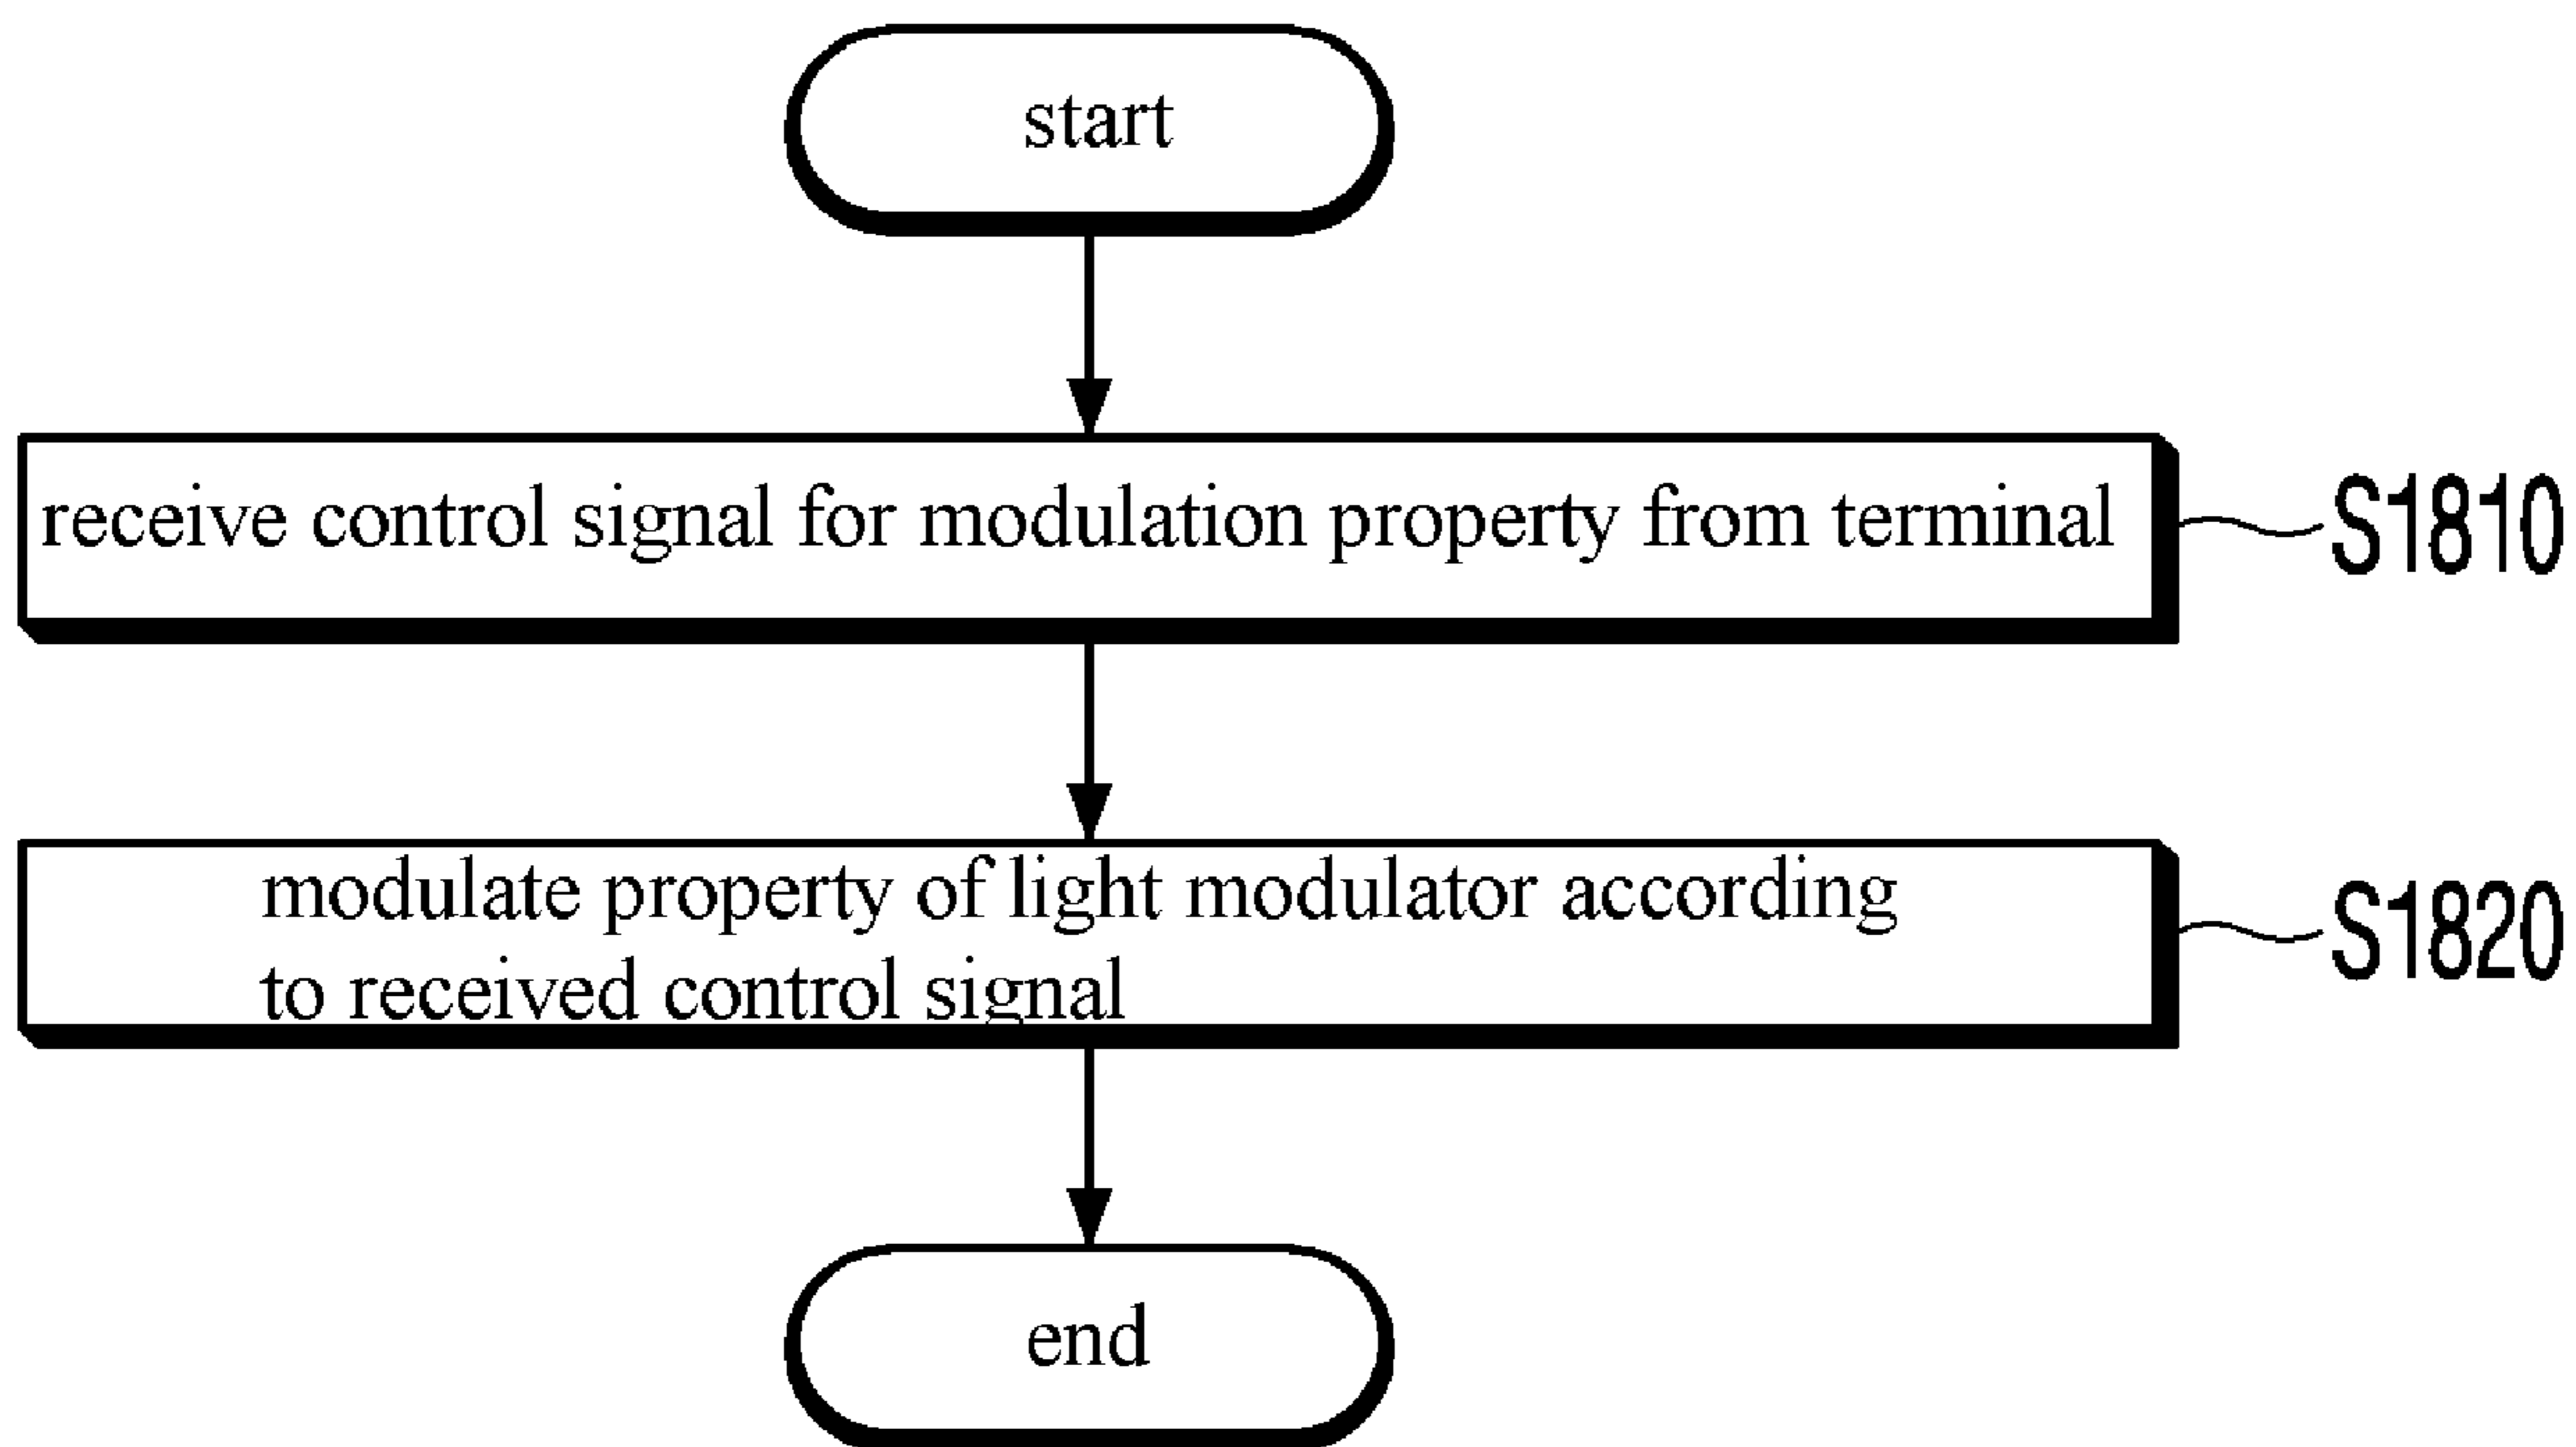 start
receive control signal for modulation property from terminal
S1810
modulate property of light modulator according
to received control signal
S1820
end